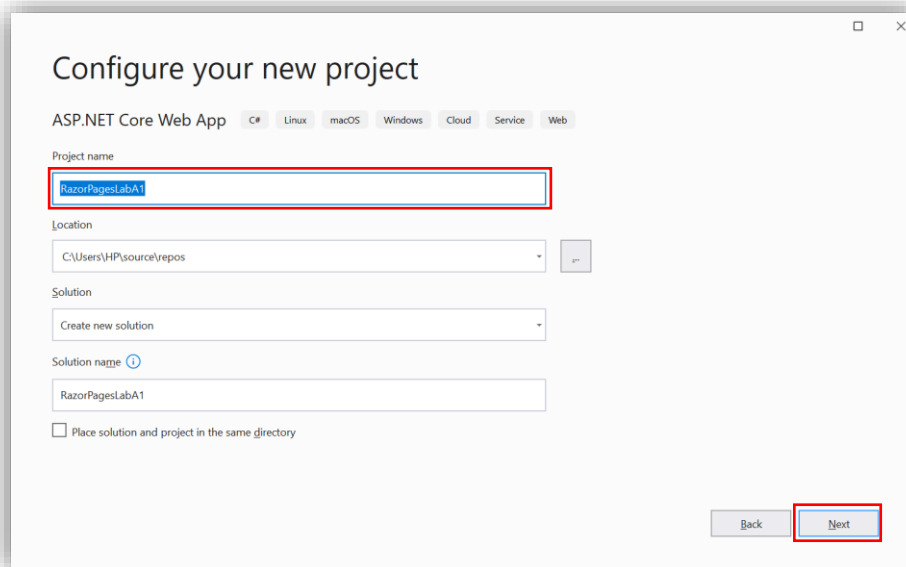 Configure your new project
ASP.NET Core Web App C# Linux macOS Windows Cloud Service Web
Project name
RazorPagesLabA1
Location
C:\Users\HP\source\repos
...
Solution
Create new solution
Solution name
RazorPagesLabA1
Place solution and project in the same directory
Back Next